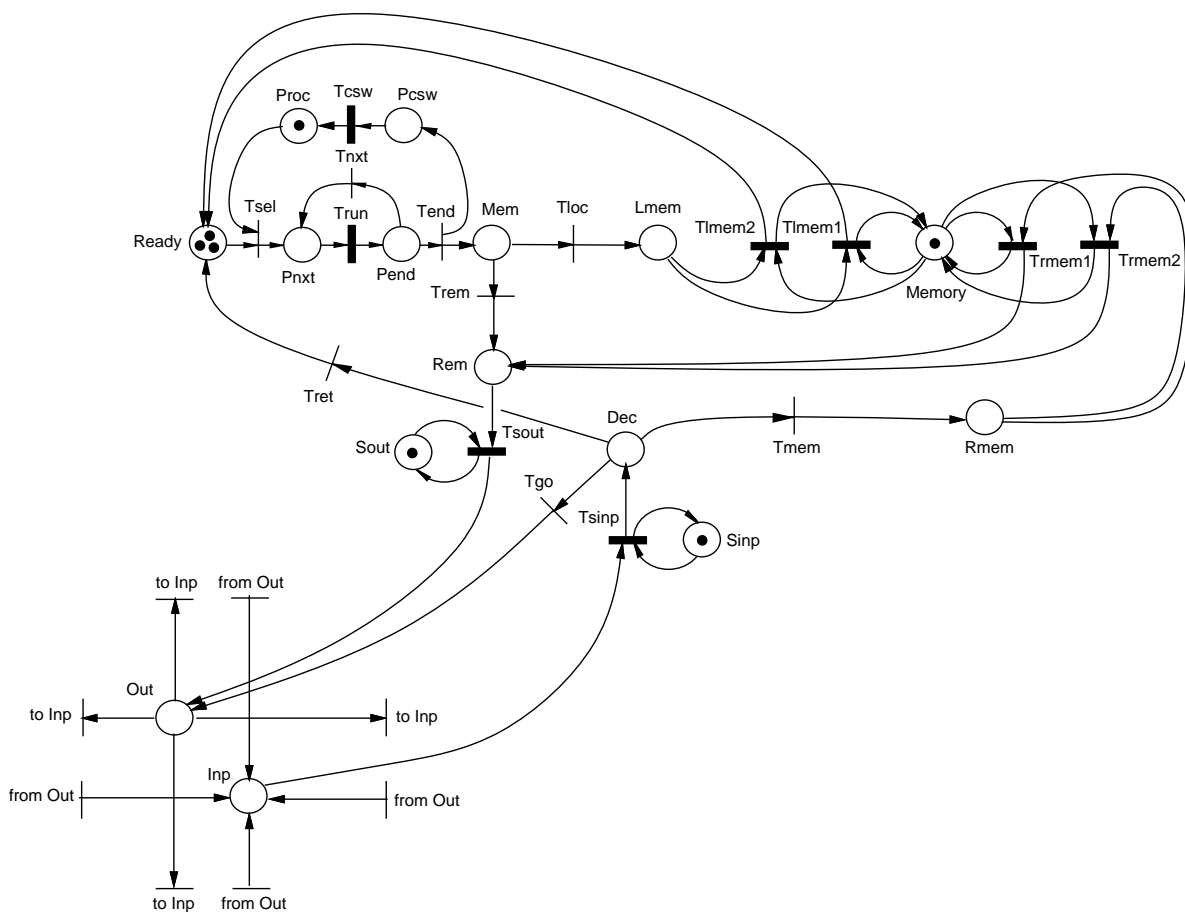 Proc Tcsw Pcsw
Tnxt
Tsel Trun Tend Mem Tloc Lmem Tlmem2 Tlmem1
Ready
Pnxt Pend Memory Trmem1 Trmem2
Trem
Rem
Tret
Dec
Sout Tsout Tmem Rmem
Tgo
Tsinp
Sinp
to Inp from Out
Out
to Inp to Inp
Inp
from Out from Out
to Inp from Out